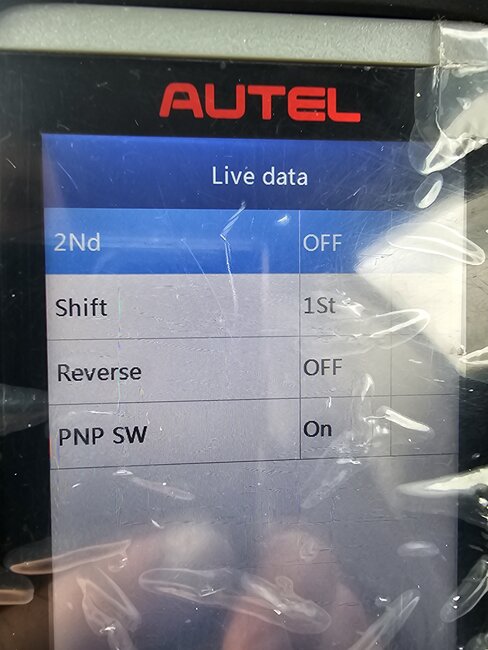 AUTEL
Live data
2Nd OFF
Shift 1St
Reverse OFF
PNP SW On